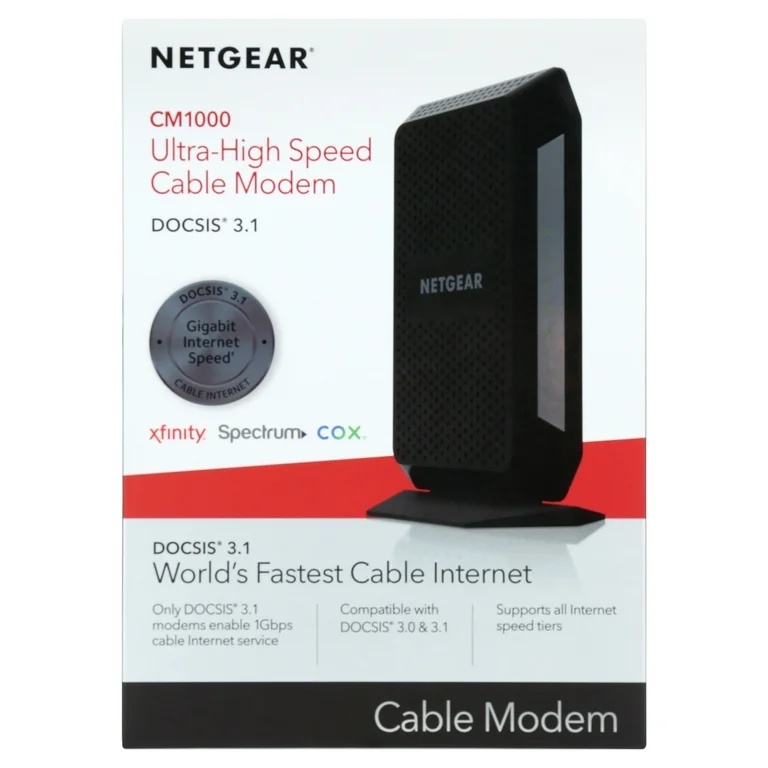 NETGEAR®
CM1000
Ultra-High Speed
Cable Modem
DOCSIS® 3.1
DOCSIS® 3.1
Gigabit
Internet
Speed†
CABLE INTERNET
xfinity Spectrum COX
NETGEAR
DOCSIS® 3.1
World's Fastest Cable Internet
Only DOCSIS® 3.1
modems enable 1Gbps
cable Internet service
Compatible with
DOCSIS® 3.0 & 3.1
Supports all Internet
speed tiers
Cable Modem